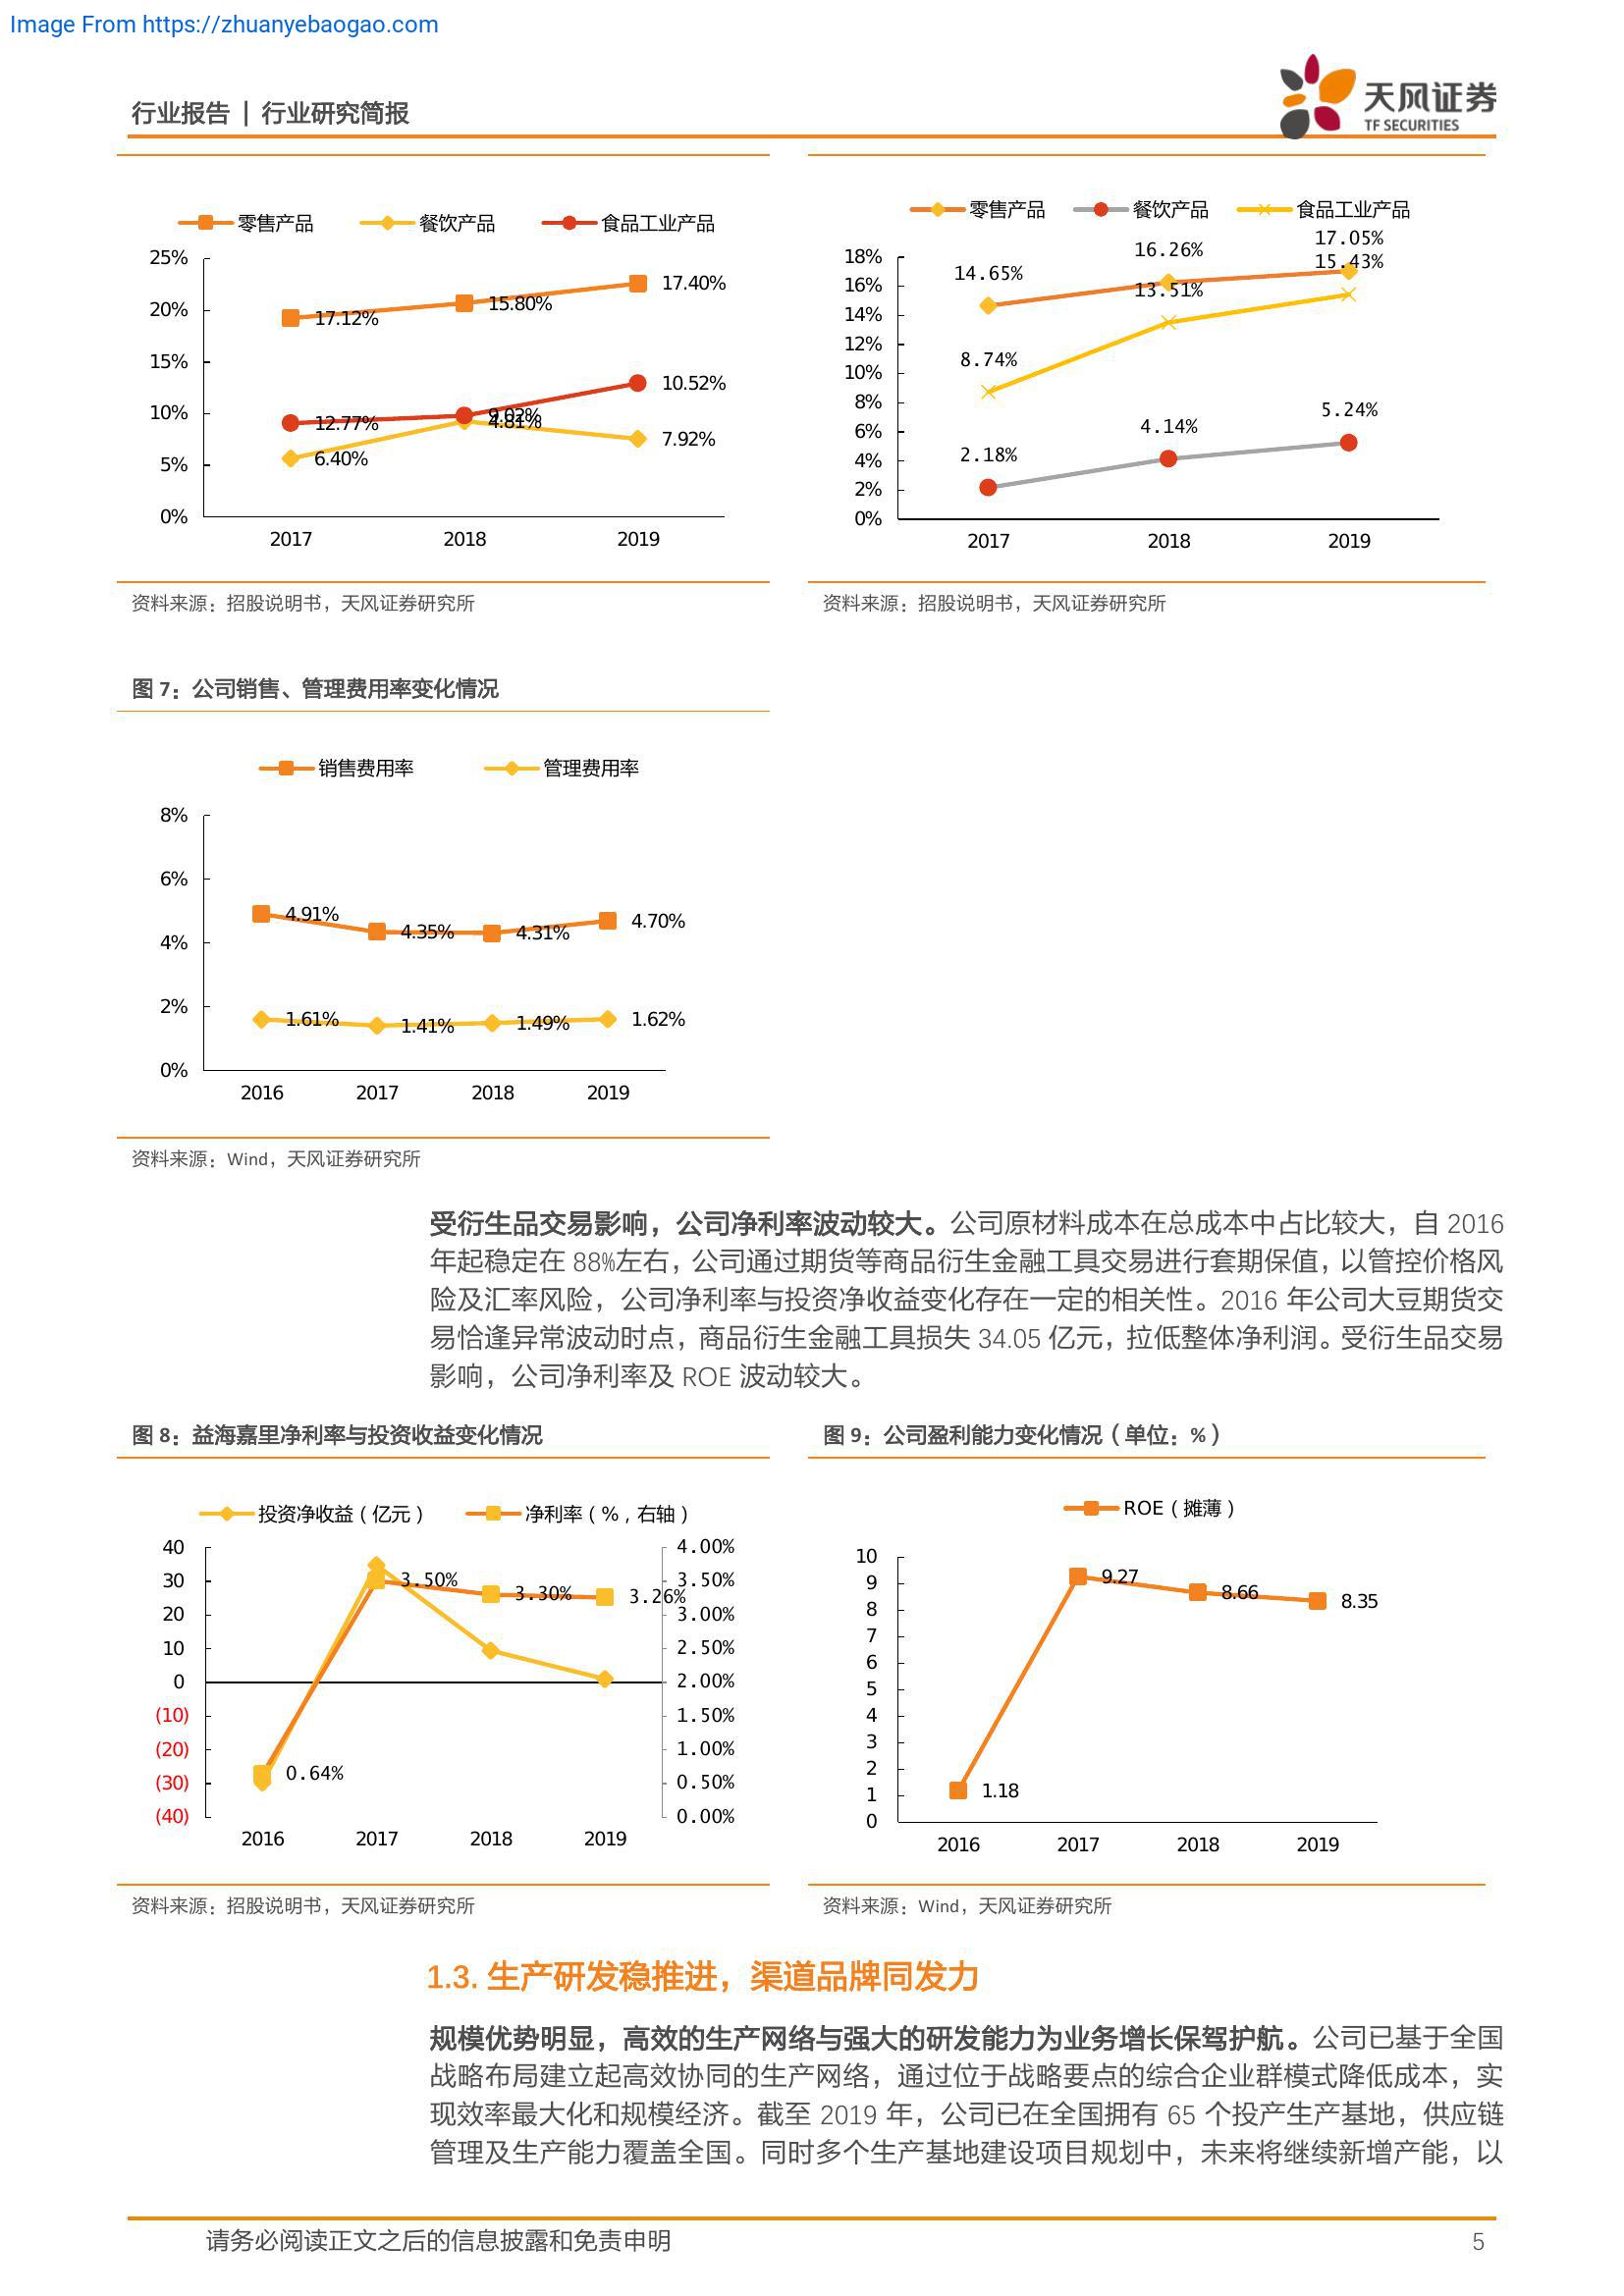 Image From https://zhuanyebaogao.com
行业报告 | 行业研究简报
天风证券
TF SECURITIES
零售产品 餐饮产品 食品工业产品
25%
20%
15%
10%
5%
0%
17.12%
15.80%
17.40%
12.77%
9.02%
10.52%
6.40%
4.81%
7.92%
2017 2018 2019
零售产品 餐饮产品 食品工业产品
18%
16%
14%
12%
10%
8%
6%
4%
2%
0%
14.65%
16.26%
17.05%
8.74%
13.51%
15.43%
2.18%
4.14%
5.24%
2017 2018 2019
资料来源：招股说明书，天风证券研究所
资料来源：招股说明书，天风证券研究所
图 7：公司销售、管理费用率变化情况
销售费用率 管理费用率
8%
6%
4%
2%
0%
4.91% 4.35% 4.31% 4.70%
1.61% 1.41% 1.49% 1.62%
2016 2017 2018 2019
资料来源：Wind，天风证券研究所
受衍生品交易影响，公司净利率波动较大。公司原材料成本在总成本中占比较大，自 2016
年起稳定在 88%左右，公司通过期货等商品衍生金融工具交易进行套期保值，以管控价格风
险及汇率风险，公司净利率与投资净收益变化存在一定的相关性。2016 年公司大豆期货交
易恰逢异常波动时点，商品衍生金融工具损失 34.05 亿元，拉低整体净利润。受衍生品交易
影响，公司净利率及 ROE 波动较大。
图 8：益海嘉里净利率与投资收益变化情况
投资净收益（亿元） 净利率（%，右轴）
40
30
20
10
0
(10)
(20)
(30)
(40)
0.64% 3.50% 3.30% 3.26%
4.00%
3.50%
3.00%
2.50%
2.00%
1.50%
1.00%
0.50%
0.00%
2016 2017 2018 2019
资料来源：招股说明书，天风证券研究所
图 9：公司盈利能力变化情况（单位：%）
ROE（摊薄）
10
9
8
7
6
5
4
3
2
1
0
1.18 9.27 8.66 8.35
2016 2017 2018 2019
资料来源：Wind，天风证券研究所
1.3. 生产研发稳推进，渠道品牌同发力
规模优势明显，高效的生产网络与强大的研发能力为业务增长保驾护航。公司已基于全国
战略布局建立起高效协同的生产网络，通过位于战略要点的综合企业群模式降低成本，实
现效率最大化和规模经济。截至 2019 年，公司已在全国拥有 65 个投产生产基地，供应链
管理及生产能力覆盖全国。同时多个生产基地建设项目规划中，未来将继续新增产能，以
请务必阅读正文之后的信息披露和免责申明 5